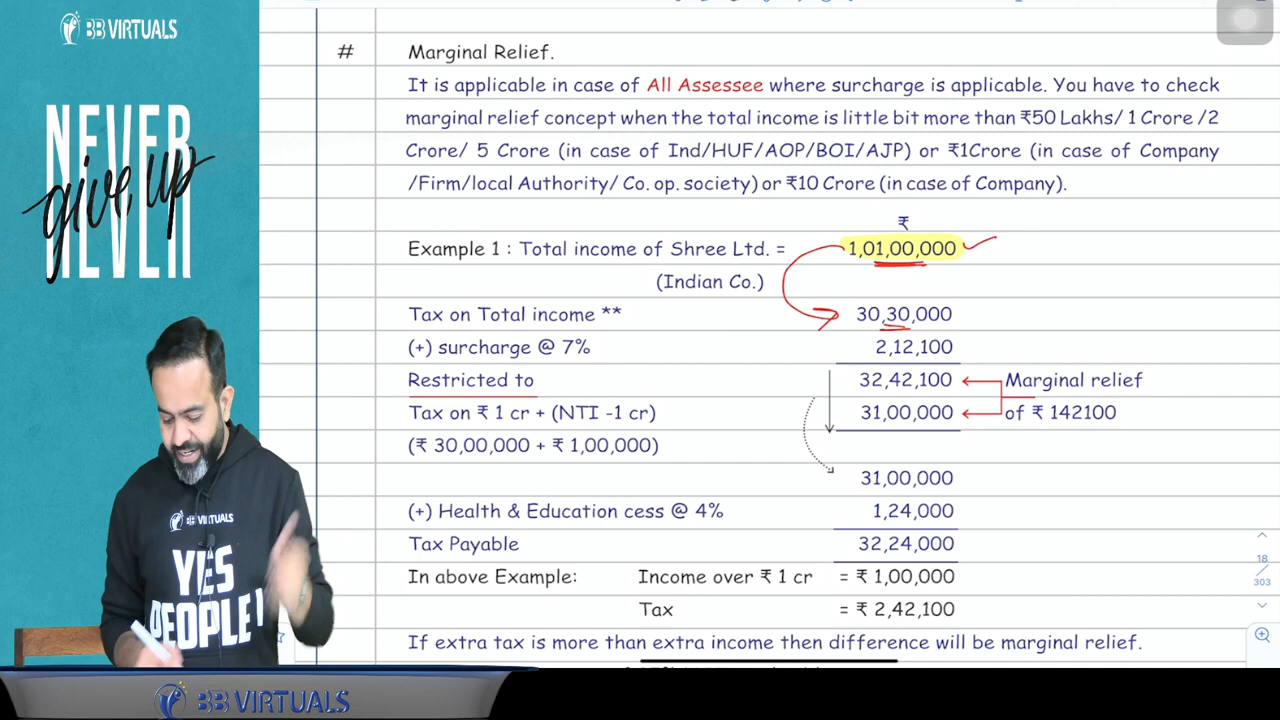 BB VIRTUALS
NEVER
give up
NEVER
BB VIRTUALS
YES
PEOPLE!
BB VIRTUALS
# Marginal Relief.
It is applicable in case of All Assessee where surcharge is applicable. You have to check
marginal relief concept when the total income is little bit more than ₹50 Lakhs/ 1 Crore /2
Crore/ 5 Crore (in case of Ind/HUF/AOP/BOI/AJP) or ₹1Crore (in case of Company
/Firm/local Authority/ Co. op. society) or ₹10 Crore (in case of Company).
₹
Example 1 : Total income of Shree Ltd. = 1,01,00,000
(Indian Co.)
Tax on Total income ** 30,30,000
(+) surcharge @ 7% 2,12,100
Restricted to 32,42,100 Marginal relief
Tax on ₹ 1 cr + (NTI -1 cr) 31,00,000 of ₹ 142100
(₹ 30,00,000 + ₹ 1,00,000)
31,00,000
(+) Health & Education cess @ 4% 1,24,000
Tax Payable 32,24,000
In above Example: Income over ₹ 1 cr = ₹ 1,00,000
Tax = ₹ 2,42,100
If extra tax is more than extra income then difference will be marginal relief.
18
303